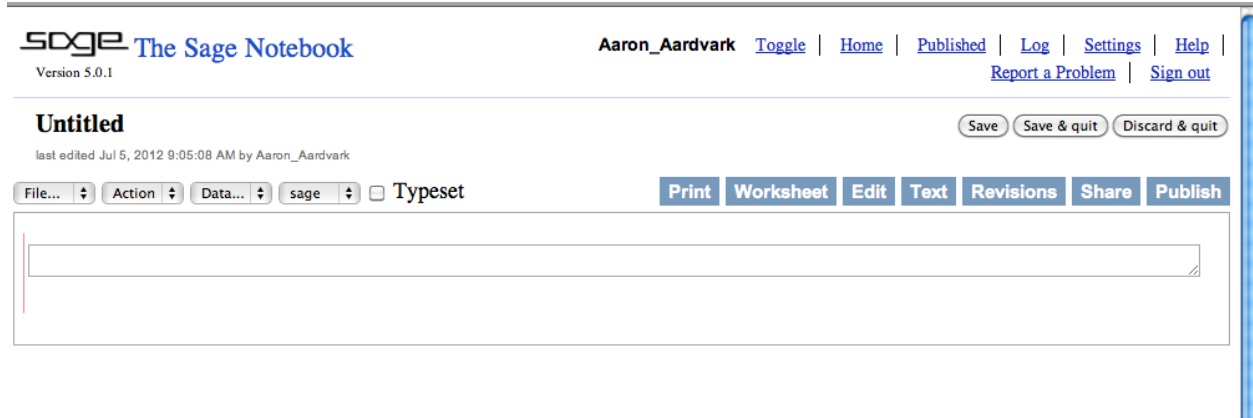 sage The Sage Notebook
Version 5.0.1
Aaron_Aardvark Toggle | Home | Published | Log | Settings | Help |
Report a Problem | Sign out
Untitled
Save Save & quit Discard & quit
last edited Jul 5, 2012 9:05:08 AM by Aaron_Aardvark
File... Action Data... sage Typeset Print Worksheet Edit Text Revisions Share Publish